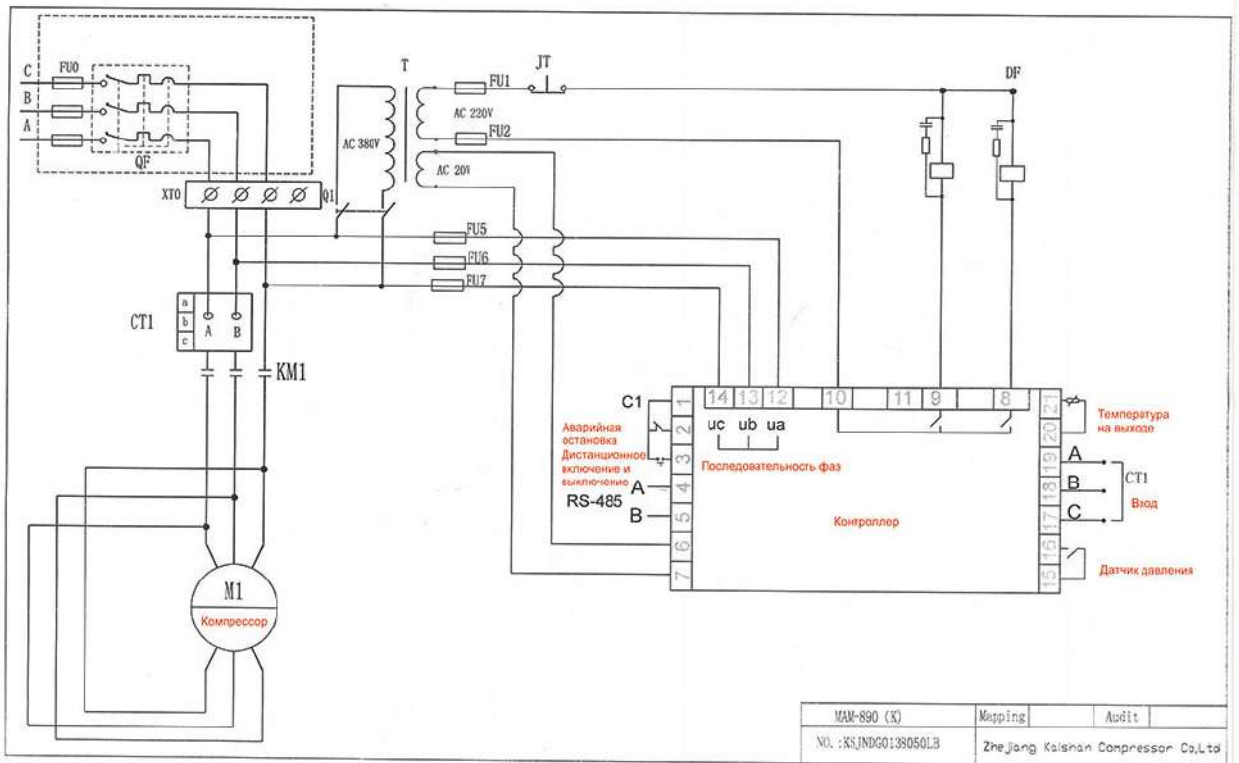 C
FU0
B
A
QF
XT0
Q1
T
AC 380V
AC 220V
AC 20V
FU1
FU2
JT
DF
FU5
FU6
FU7
CT1
a
b
c
A
B
KM1
M1
Компрессор
C1
Аварийная
остановка
Дистанционное
включение и
выключение
RS-485
A
B
1
2
3
4
5
6
7
14
13
12
10
11
9
8
uc
ub
ua
Последовательность фаз
Контроллер
21
20
19
18
17
16
15
Температура
на выходе
A
B
C
CT1
Вход
Датчик давления
MAM-890 (K)
Mapping
Audit
NO. :KSJNDG0138050LB
Zhejiang Kaishan Compressor Co,Ltd